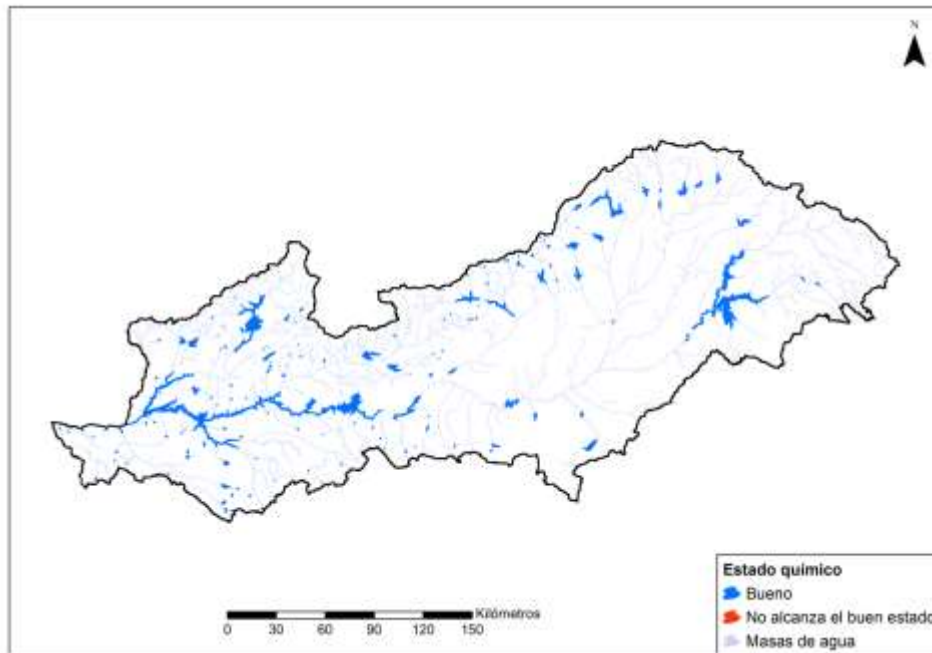 N
Kilómetros
0 30 60 90 120 150
Estado químico
Bueno
No alcanza el buen estado
Masas de agua